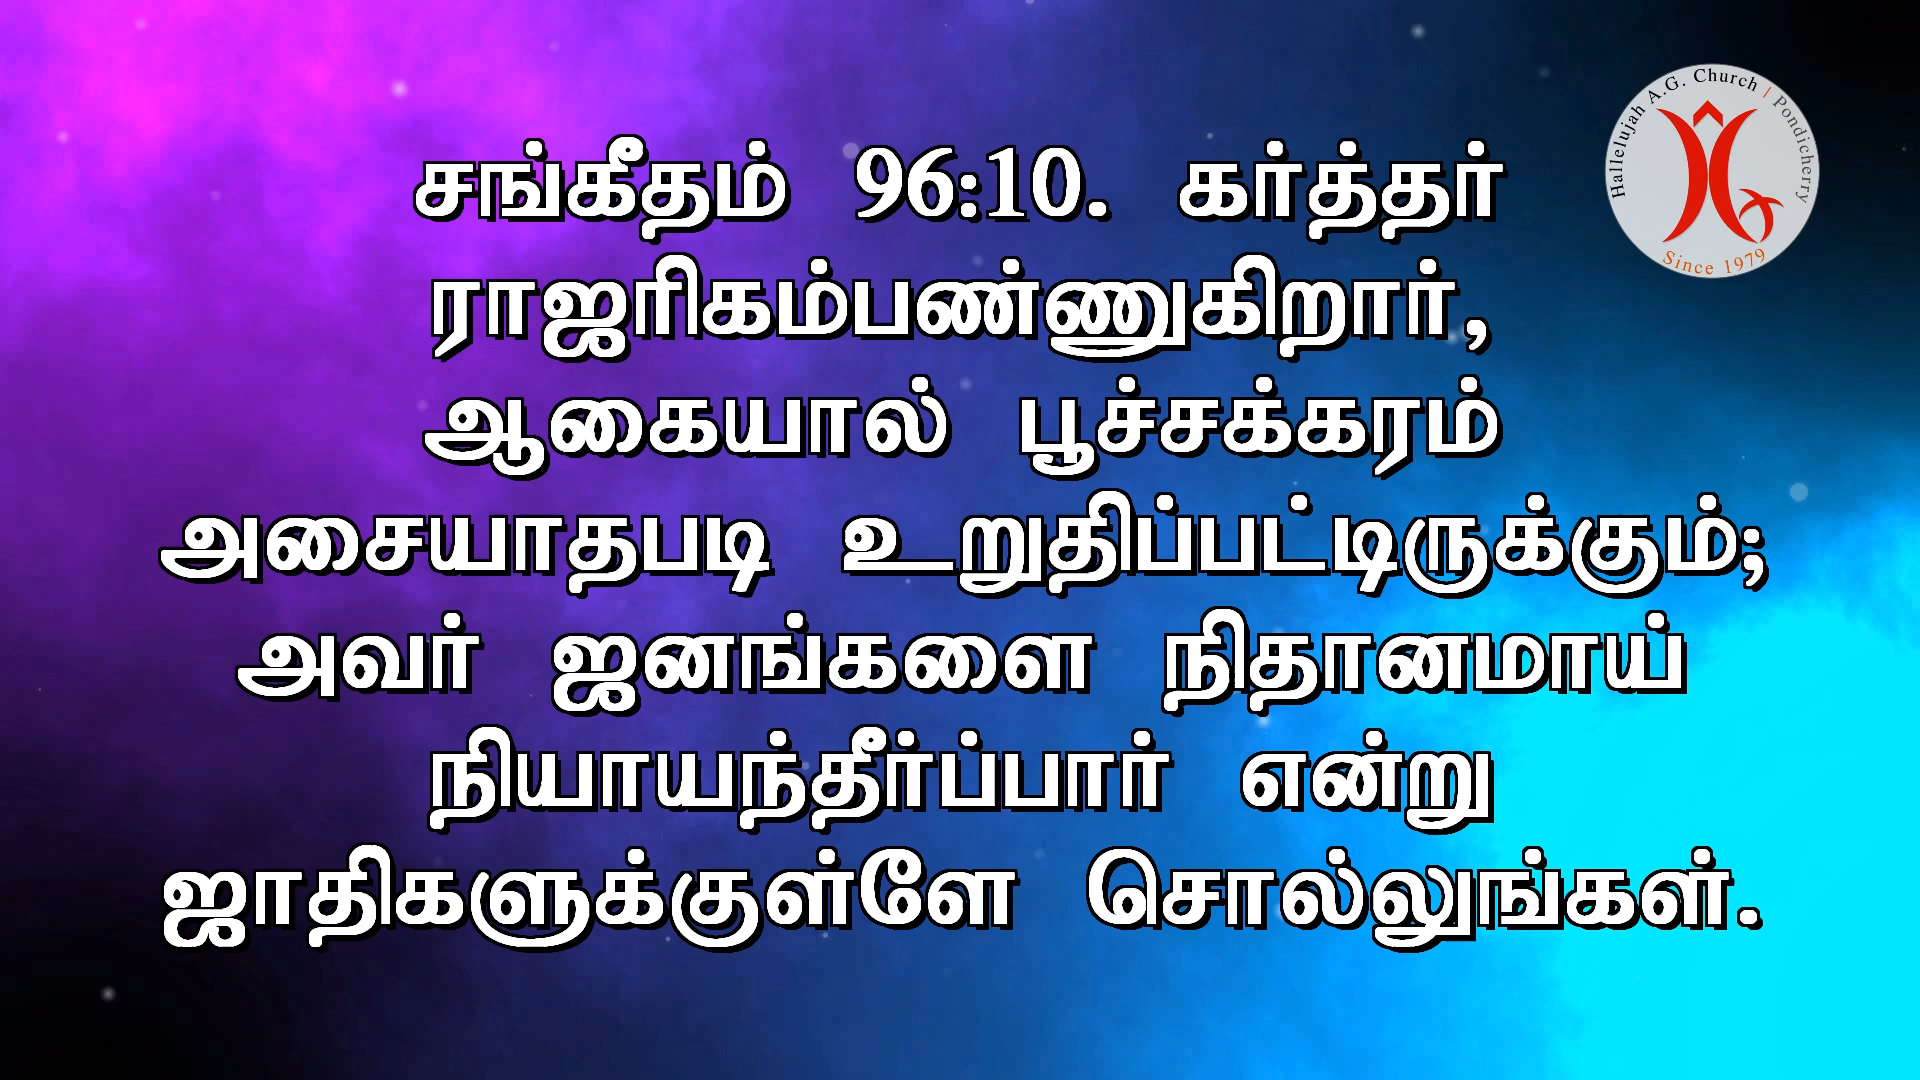 சங்கீதம் 96:10. கர்த்தர்
ராஜரிகம்பண்ணுகிறார்,
ஆகையால் பூச்சக்கரம்
அசையாதபடி உறுதிப்பட்டிருக்கும்;
அவர் ஜனங்களை நிதானமாய்
நியாயந்தீர்ப்பார் என்று
ஜாதிகளுக்குள்ளே சொல்லுங்கள்.
Hallelujah A.G. Church | Pondicherry
Since 1979